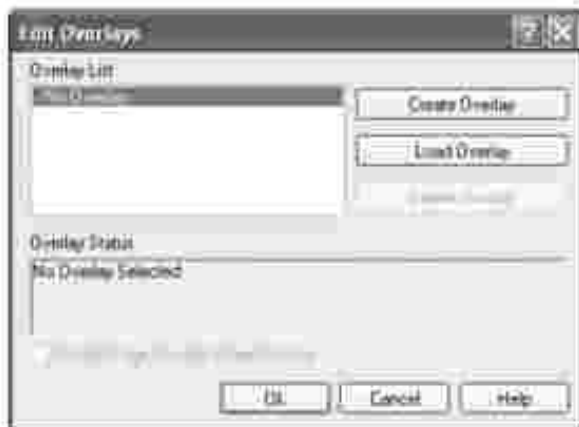 Edit Overlays
Overlay List
No Overlay
Create Overlay
Load Overlay
Overlay Status
No Overlay Selected
OK
Cancel
Help